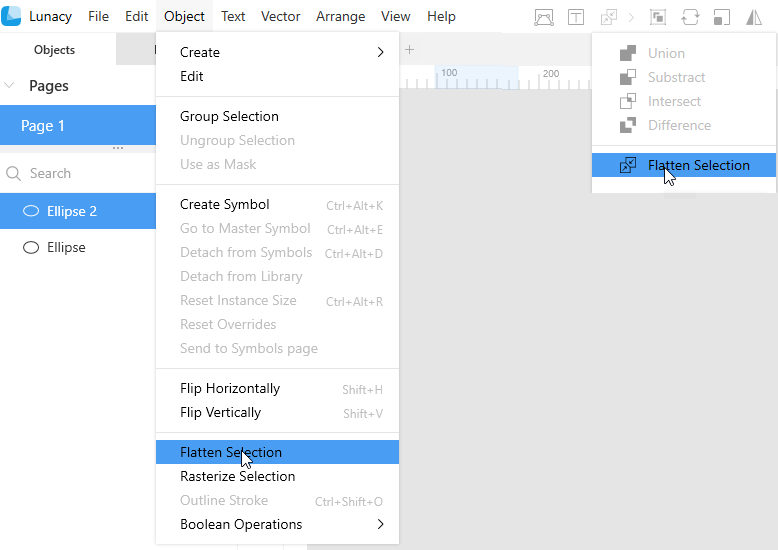 Lunacy File Edit Object Text Vector Arrange View Help
Objects
Pages
Page 1
Search
Ellipse 2
Ellipse
Create
Edit
Group Selection
Ungroup Selection
Use as Mask
Create Symbol Ctrl+Alt+K
Go to Master Symbol Ctrl+Alt+E
Detach from Symbols Ctrl+Alt+D
Detach from Library
Reset Instance Size Ctrl+Alt+R
Reset Overrides
Send to Symbols page
Flip Horizontally Shift+H
Flip Vertically Shift+V
Flatten Selection
Rasterize Selection
Outline Stroke Ctrl+Shift+O
Boolean Operations
100 200
Union
Substract
Intersect
Difference
Flatten Selection